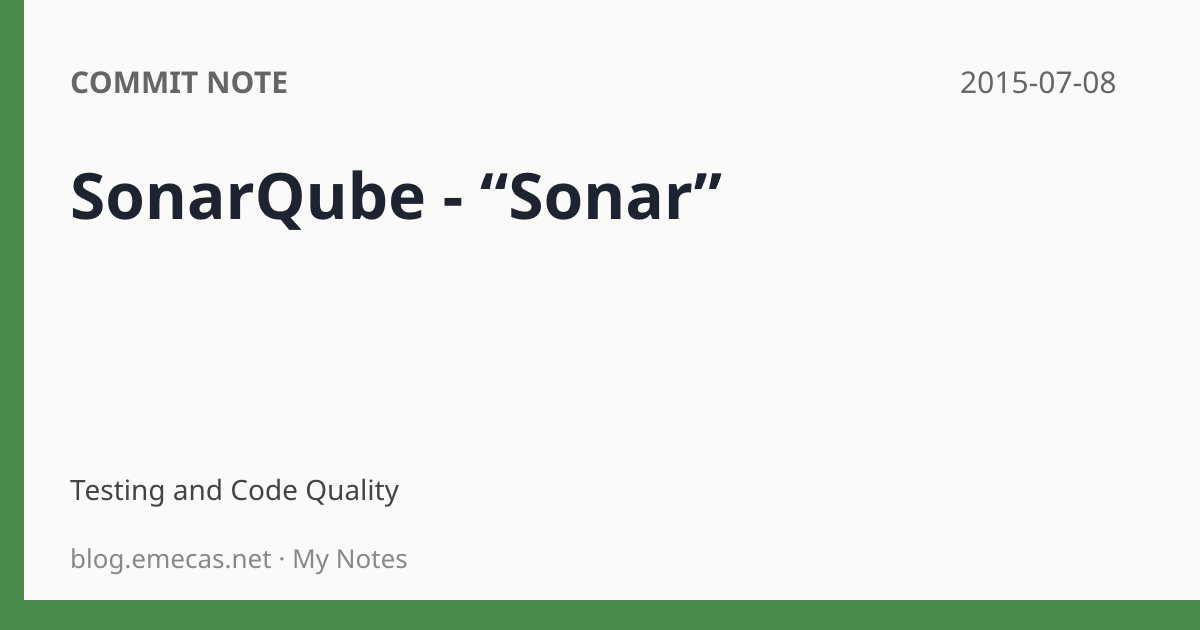 COMMIT NOTE 2015-07-08
SonarQube - “Sonar”
Testing and Code Quality
blog.emecas.net · My Notes